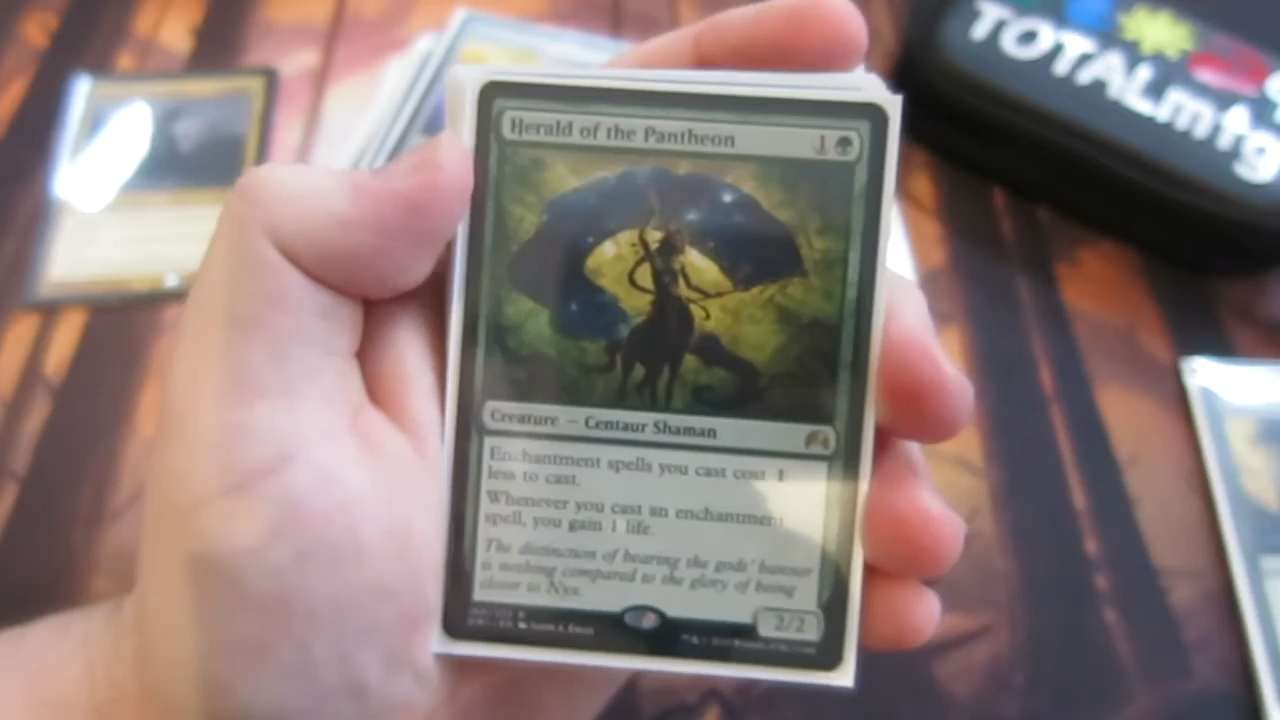 TOTALmtg
Herald of the Pantheon
1
Creature — Centaur Shaman
Enchantment spells you cast cost 1
less to cast.
Whenever you cast an enchantment
spell, you gain 1 life.
The distinction of bearing the gods' banner
is nothing compared to the glory of being
closer to Nyx.
2/2